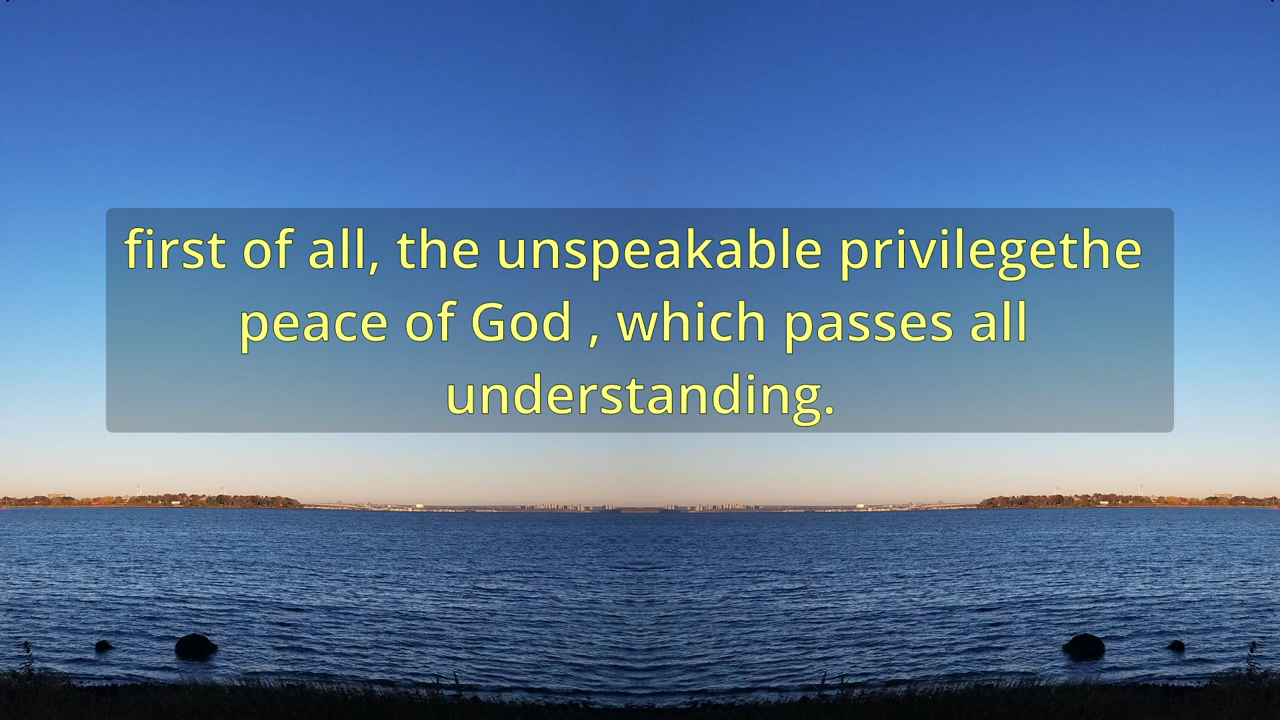 first of all, the unspeakable privilegethe
peace of God , which passes all
understanding.